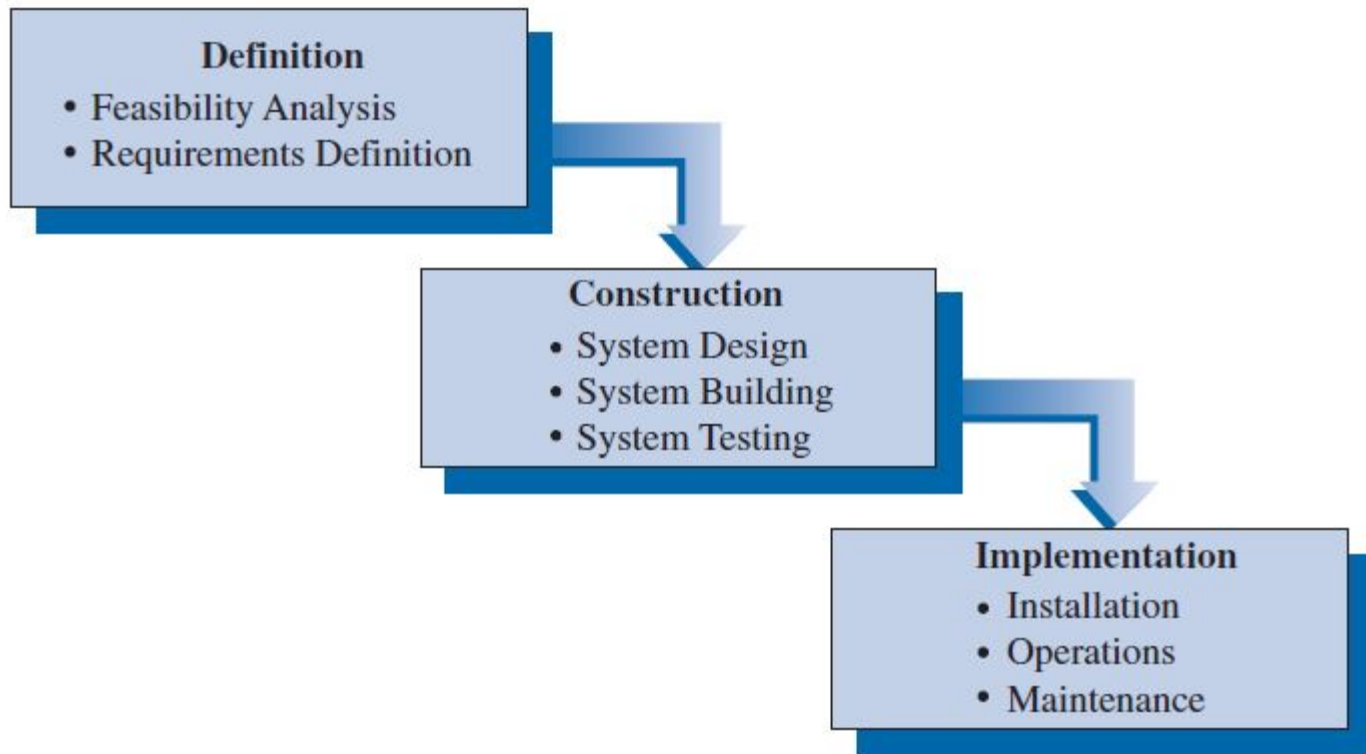 Definition
• Feasibility Analysis
• Requirements Definition
Construction
• System Design
• System Building
• System Testing
Implementation
• Installation
• Operations
• Maintenance